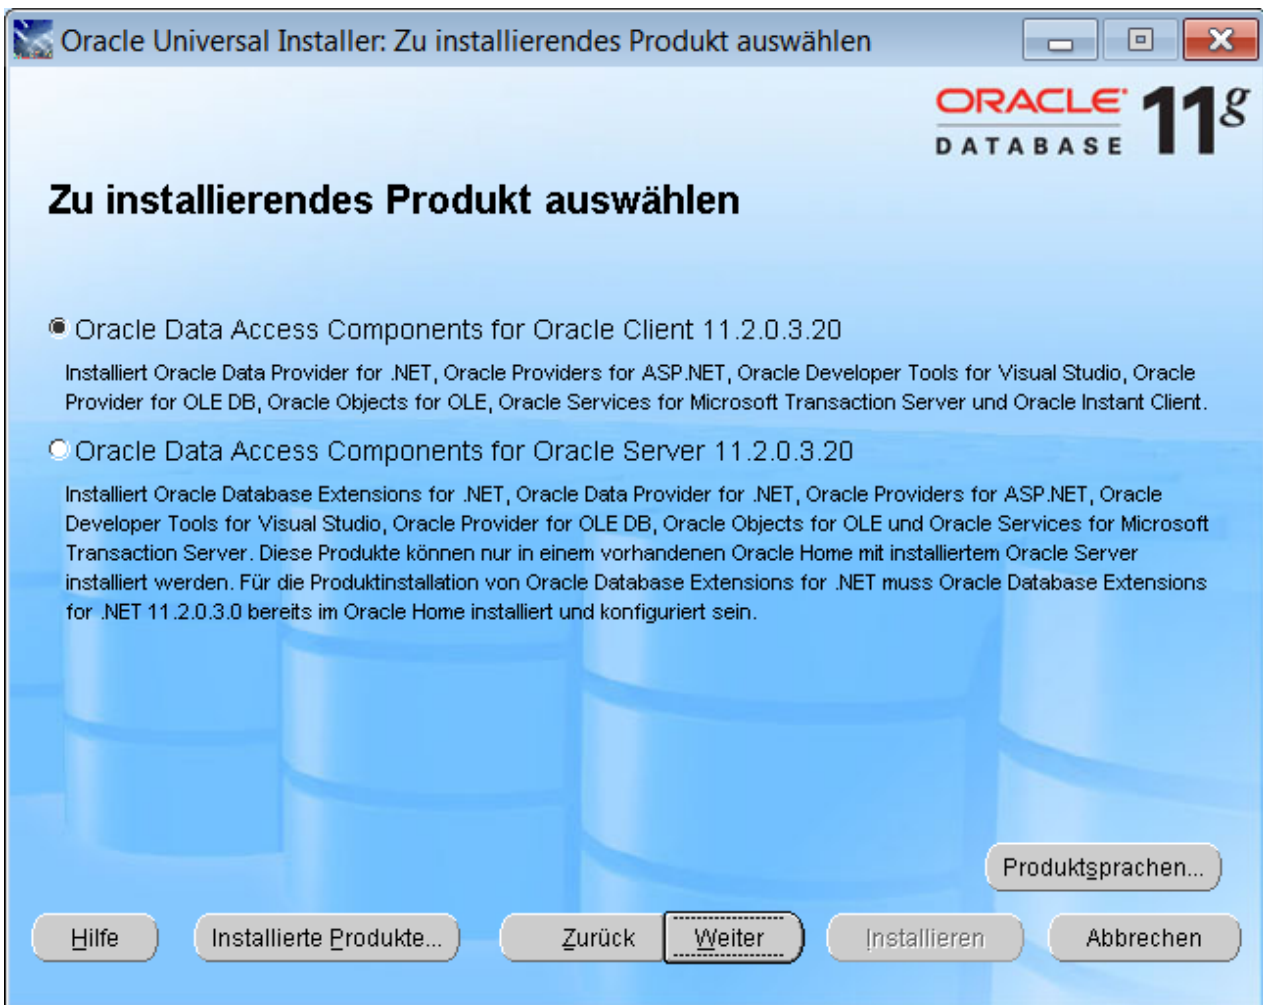 Oracle Universal Installer: Zu installierendes Produkt auswählen
ORACLE 11g
DATABASE
Zu installierendes Produkt auswählen
Oracle Data Access Components for Oracle Client 11.2.0.3.20
Installiert Oracle Data Provider for .NET, Oracle Providers for ASP.NET, Oracle Developer Tools for Visual Studio, Oracle
Provider for OLE DB, Oracle Objects for OLE, Oracle Services for Microsoft Transaction Server und Oracle Instant Client.
Oracle Data Access Components for Oracle Server 11.2.0.3.20
Installiert Oracle Database Extensions for .NET, Oracle Data Provider for .NET, Oracle Providers for ASP.NET, Oracle
Developer Tools for Visual Studio, Oracle Provider for OLE DB, Oracle Objects for OLE und Oracle Services for Microsoft
Transaction Server. Diese Produkte können nur in einem vorhandenen Oracle Home mit installiertem Oracle Server
installiert werden. Für die Produktinstallation von Oracle Database Extensions for .NET muss Oracle Database Extensions
for .NET 11.2.0.3.0 bereits im Oracle Home installiert und konfiguriert sein.
Produktsprachen...
Hilfe Installierte Produkte... Zurück Weiter Installieren Abbrechen